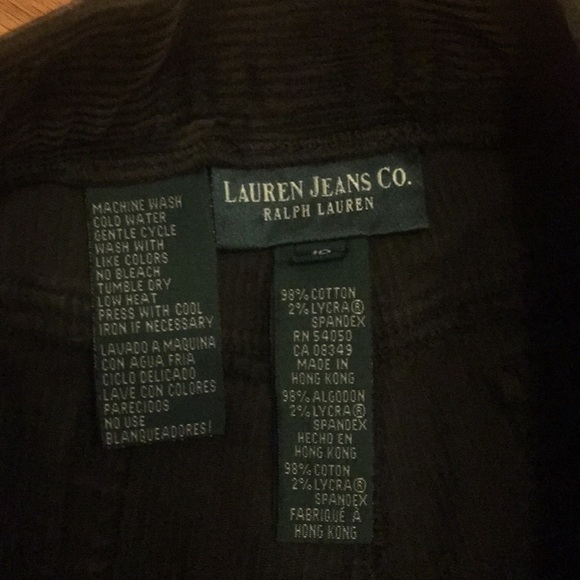 LAUREN JEANS CO.
RALPH LAUREN
10
MACHINE WASH
COLD WATER
GENTLE CYCLE
WASH WITH
LIKE COLORS
NO BLEACH
TUMBLE DRY
LOW HEAT
PRESS WITH COOL
IRON IF NECESSARY
LAVADO A MAQUINA
CON AGUA FRIA
CICLO DELICADO
LAVE CON COLORES
PARECIDOS
NO USE
BLANQUEADORES!
98% COTTON
2% LYCRA®
SPANDEX
RN 54050
CA 08349
MADE IN
HONG KONG
98% ALGODON
2% LYCRA®
SPANDEX
HECHO EN
HONG KONG
98% COTON
2% LYCRA®
SPANDEX
FABRIQUÉ À
HONG KONG